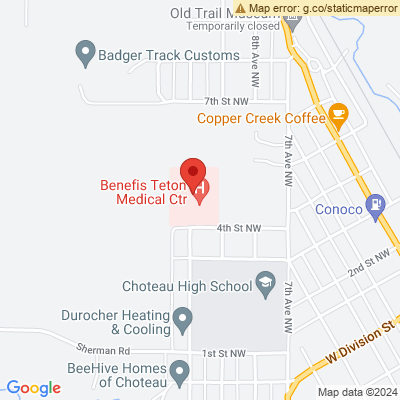 Map error: g.co/staticmaperror
Old Trail Museum
Temporarily closed
8th Ave NW
Badger Track Customs
7th St NW
Copper Creek Coffee
7th Ave NW
Benefis Teton
Medical Ctr
H
Conoco
4th St NW
2nd St NW
Choteau High School
7th Ave NW
Durocher Heating
& Cooling
W Division St
Sherman Rd
1st St NW
BeeHive Homes
of Choteau
Google
Map data ©2024